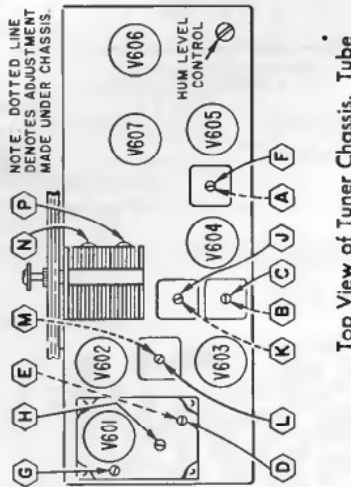 NOTE: DOTTED LINE
DENOTES ADJUSTMENT
MADE UNDER CHASSIS.
G H E M N P
V601
V602
V607
V606
HUM LEVEL
CONTROL
V603
V604
V605
D L K B C J A F
Top View of Tuner Chassis, Tube